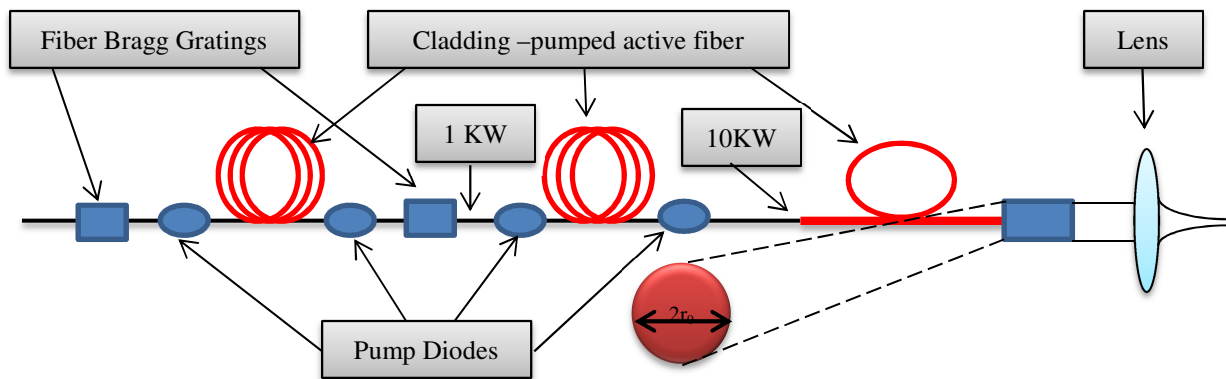 Fiber Bragg Gratings
Cladding –pumped active fiber
Lens
1 KW
10KW
2r₀
Pump Diodes